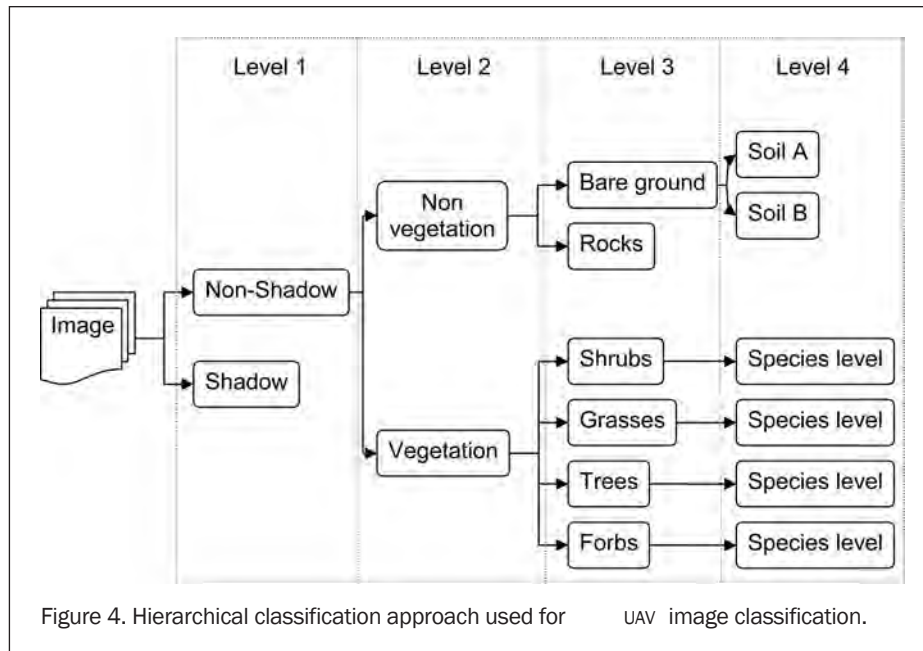 Level 1
Level 2
Level 3
Level 4
Image
Non-Shadow
Shadow
Non
vegetation
Vegetation
Bare ground
Rocks
Shrubs
Grasses
Trees
Forbs
Soil A
Soil B
Species level
Species level
Species level
Species level
Figure 4. Hierarchical classification approach used for UAV image classification.